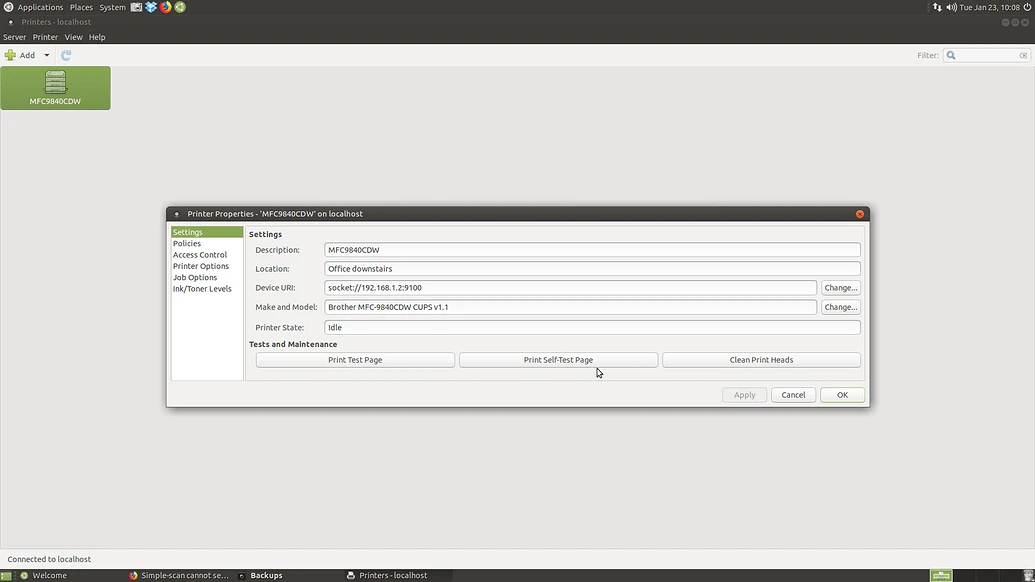 Applications Places System Tue Jan 23, 10:08
Printers - localhost
Server Printer View Help
Add Filter:
MFC9840CDW
Printer Properties - 'MFC9840CDW' on localhost
Settings
Policies
Access Control
Printer Options
Job Options
Ink/Toner Levels
Settings
Description: MFC9840CDW
Location: Office downstairs
Device URI: socket://192.168.1.2:9100 Change...
Make and Model: Brother MFC-9840CDW CUPS v1.1 Change...
Printer State: Idle
Tests and Maintenance
Print Test Page Print Self-Test Page Clean Print Heads
Apply Cancel OK
Connected to localhost
Welcome Simple-scan cannot se... Backups Printers - localhost